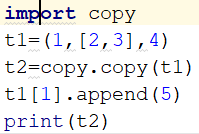 import copy
t1=(1,[2,3],4)
t2=copy.copy(t1)
t1[1].append(5)
print(t2)